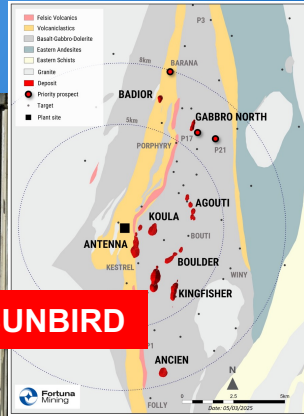 Felsic Volcanics
Volcaniclastics
Basalt-Gabbro-Dolerite
Eastern Andesites
Eastern Schists
Granite
Deposit
Priority prospect
Target
Plant site
P3
8km
BARANA
BADIOR
GABBRO NORTH
5km
P17
PORPHYRY
P21
AGOUTI
KOULA
BOUTI
ANTENNA
BOULDER
KESTREL
WINY
KINGFISHER
UNBIRD
P1
ANCIEN
N
Fortuna
Mining
0 2.5 5km
FOLLY
Date: 05/03/2025